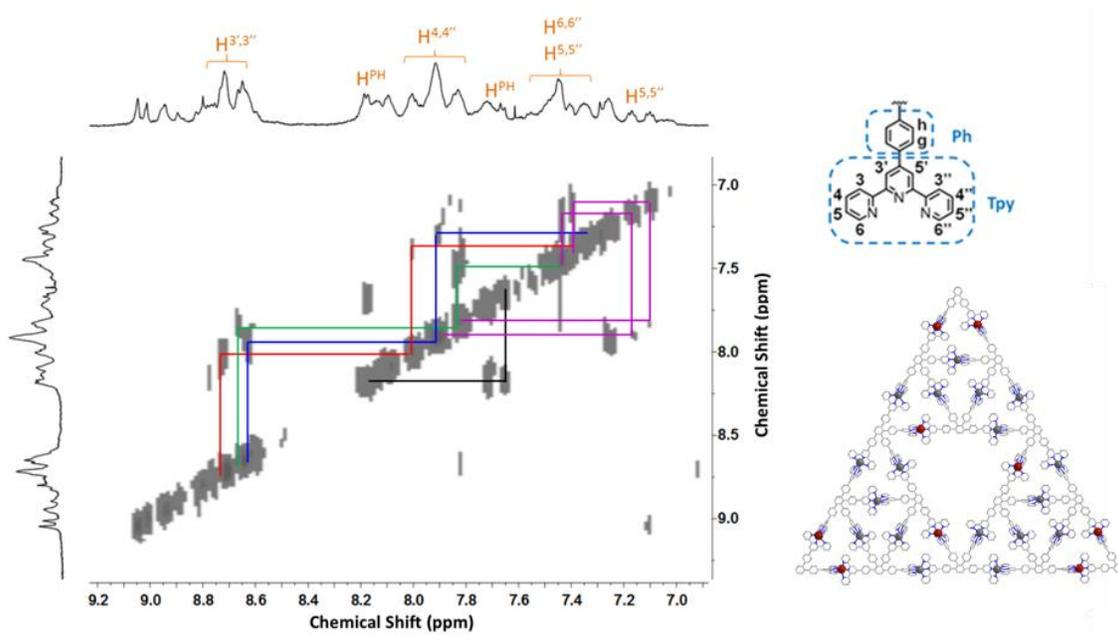 H3',3''
H4,4''
H6,6''
H5,5''
HPH
HPH
H5,5''
7.0
7.5
8.0
8.5
9.0
Chemical Shift (ppm)
9.2 9.0 8.8 8.6 8.4 8.2 8.0 7.8 7.6 7.4 7.2 7.0
Chemical Shift (ppm)
h
g
Ph
3' 5'
3 3''
4 4''
5 N N N 5''
6 6''
Tpy